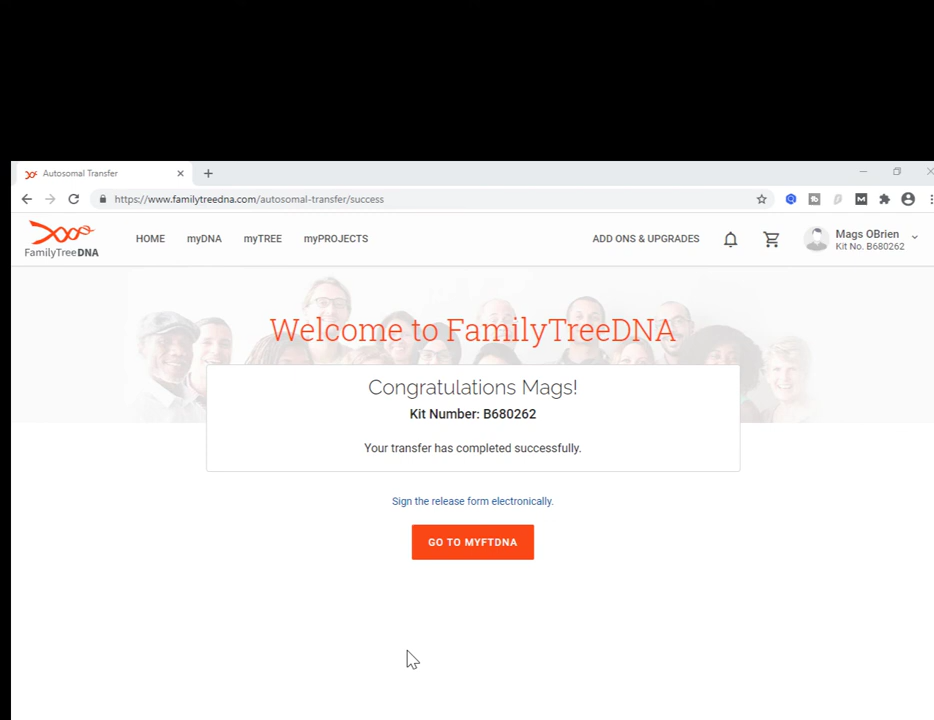 Autosomal Transfer
https://www.familytreedna.com/autosomal-transfer/success
FamilyTreeDNA
HOME
myDNA
myTREE
myPROJECTS
ADD ONS & UPGRADES
Mags OBrien
Kit No. B680262
Welcome to FamilyTreeDNA
Congratulations Mags!
Kit Number: B680262
Your transfer has completed successfully.
Sign the release form electronically.
GO TO MYFTDNA